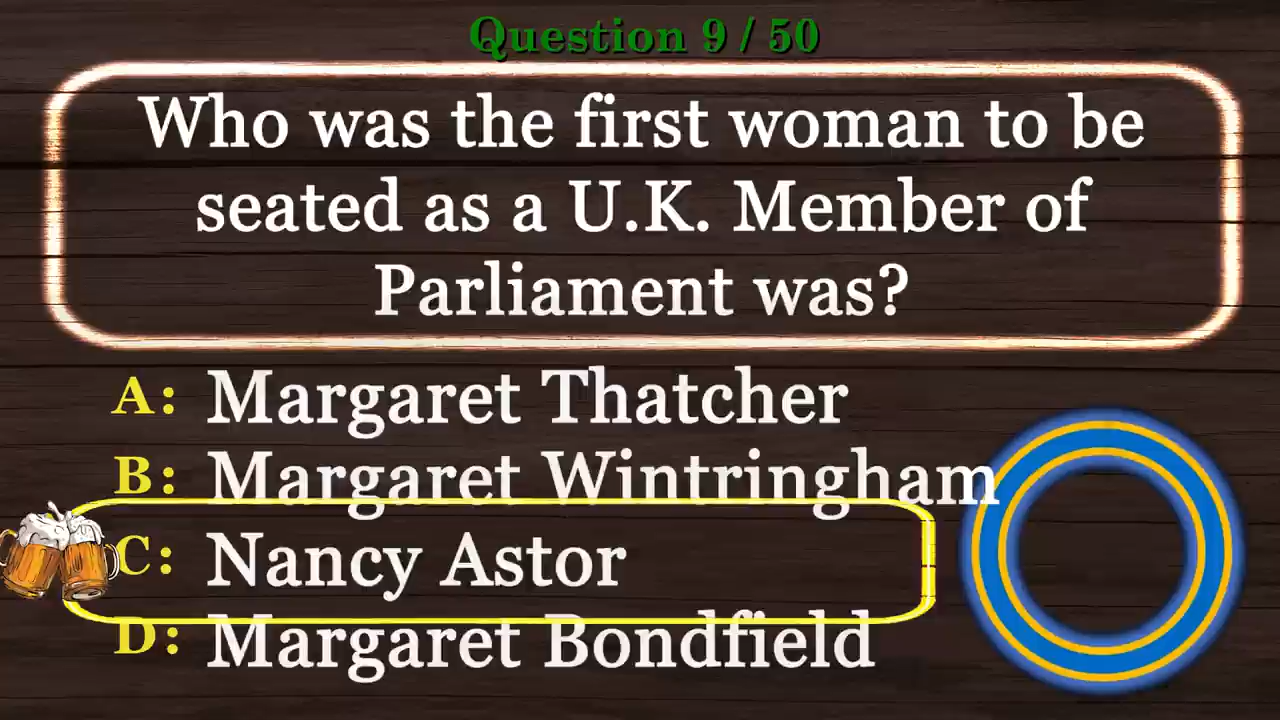 Question 9 / 50
Who was the first woman to be
seated as a U.K. Member of
Parliament was?
A: Margaret Thatcher
B: Margaret Wintringham
C: Nancy Astor
D: Margaret Bondfield